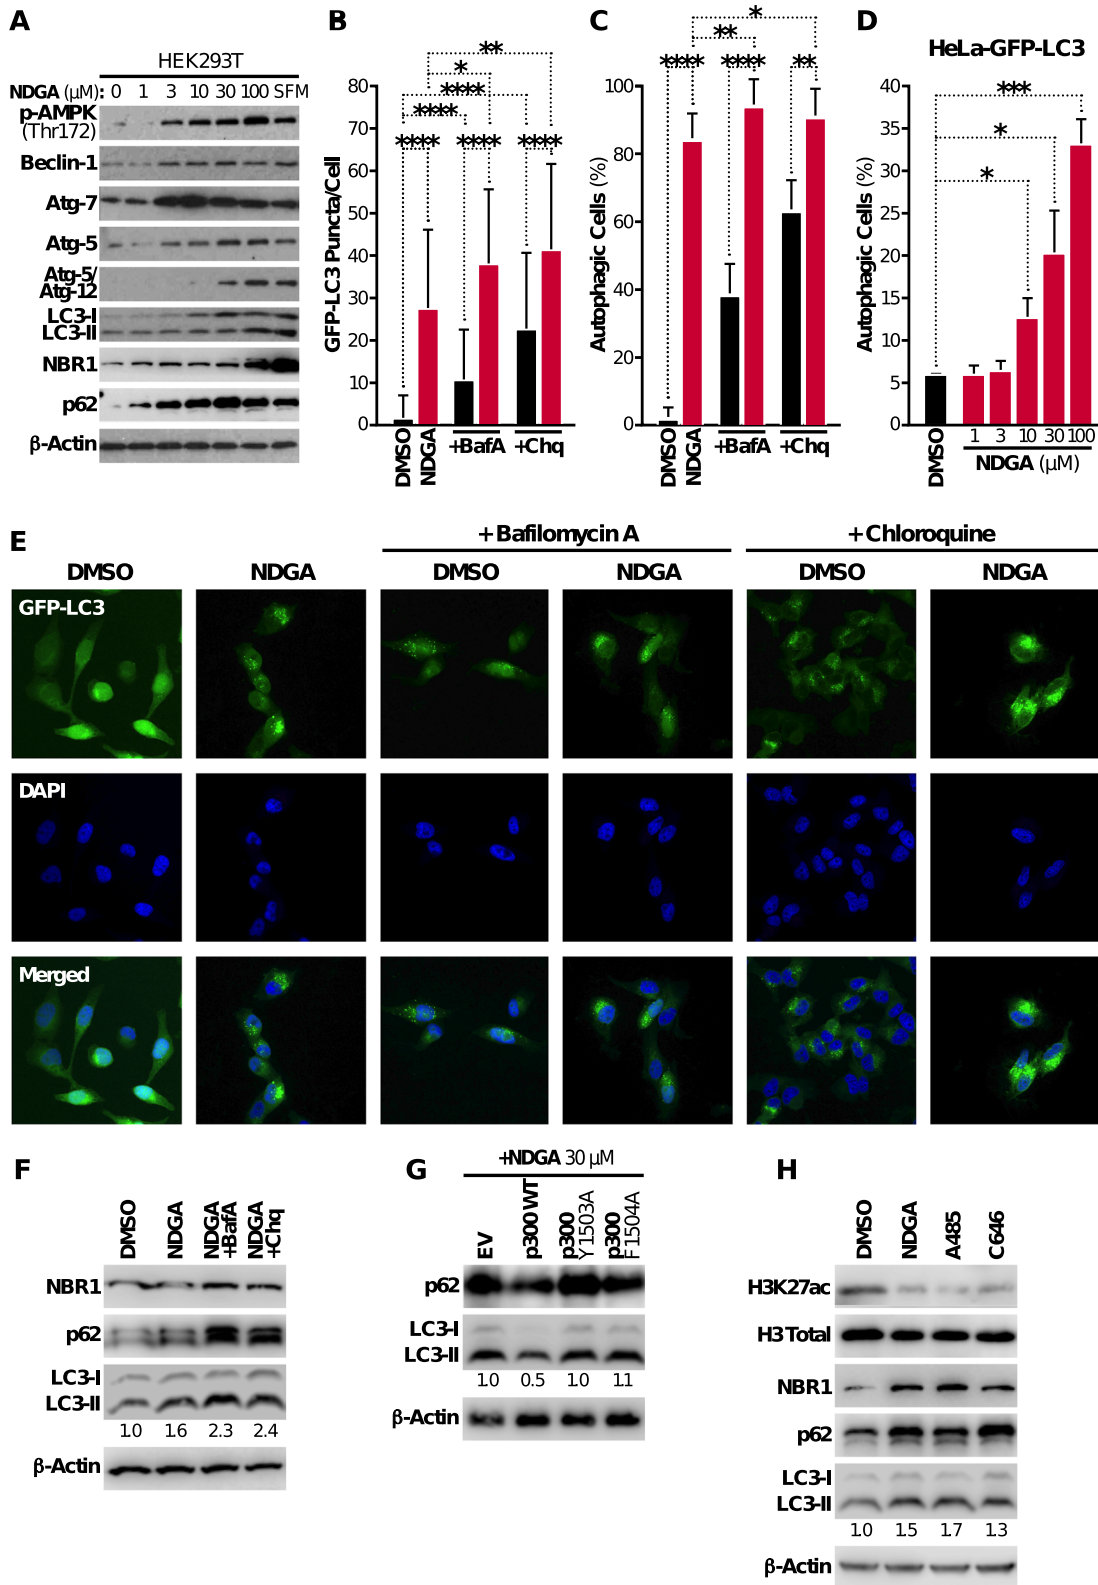 A
HEK293T
NDGA (μM): 0 1 3 10 30 100 SFM
p-AMPK
(Thr172)
Beclin-1
Atg-7
Atg-5
Atg-5/
Atg-12
LC3-I
LC3-II
NBR1
p62
β-Actin
B
GFP-LC3 Puncta/Cell
80
70
60
50
40
30
20
10
0
**
*
****
****
**** **** ****
DMSO
NDGA
+BafA
+Chq
C
Autophagic Cells (%)
100
80
60
40
20
0
*
**
**** **** **
DMSO
NDGA
+BafA
+Chq
D
HeLa-GFP-LC3
Autophagic Cells (%)
40
35
30
25
20
15
10
5
0
***
*
*
DMSO
1 3 10 30 100
NDGA (μM)
E
+ Bafilomycin A
+ Chloroquine
DMSO NDGA DMSO NDGA DMSO NDGA
GFP-LC3
DAPI
Merged
F
DMSO
NDGA
NDGA
+BafA
NDGA
+Chq
NBR1
p62
LC3-I
LC3-II
1.0 1.6 2.3 2.4
β-Actin
G
+NDGA 30 μM
EV
p300 WT
p300
Y1503A
p300
F1504A
p62
LC3-I
LC3-II
1.0 0.5 1.0 1.1
β-Actin
H
DMSO
NDGA
A485
C646
H3K27ac
H3 Total
NBR1
p62
LC3-I
LC3-II
1.0 1.5 1.7 1.3
β-Actin